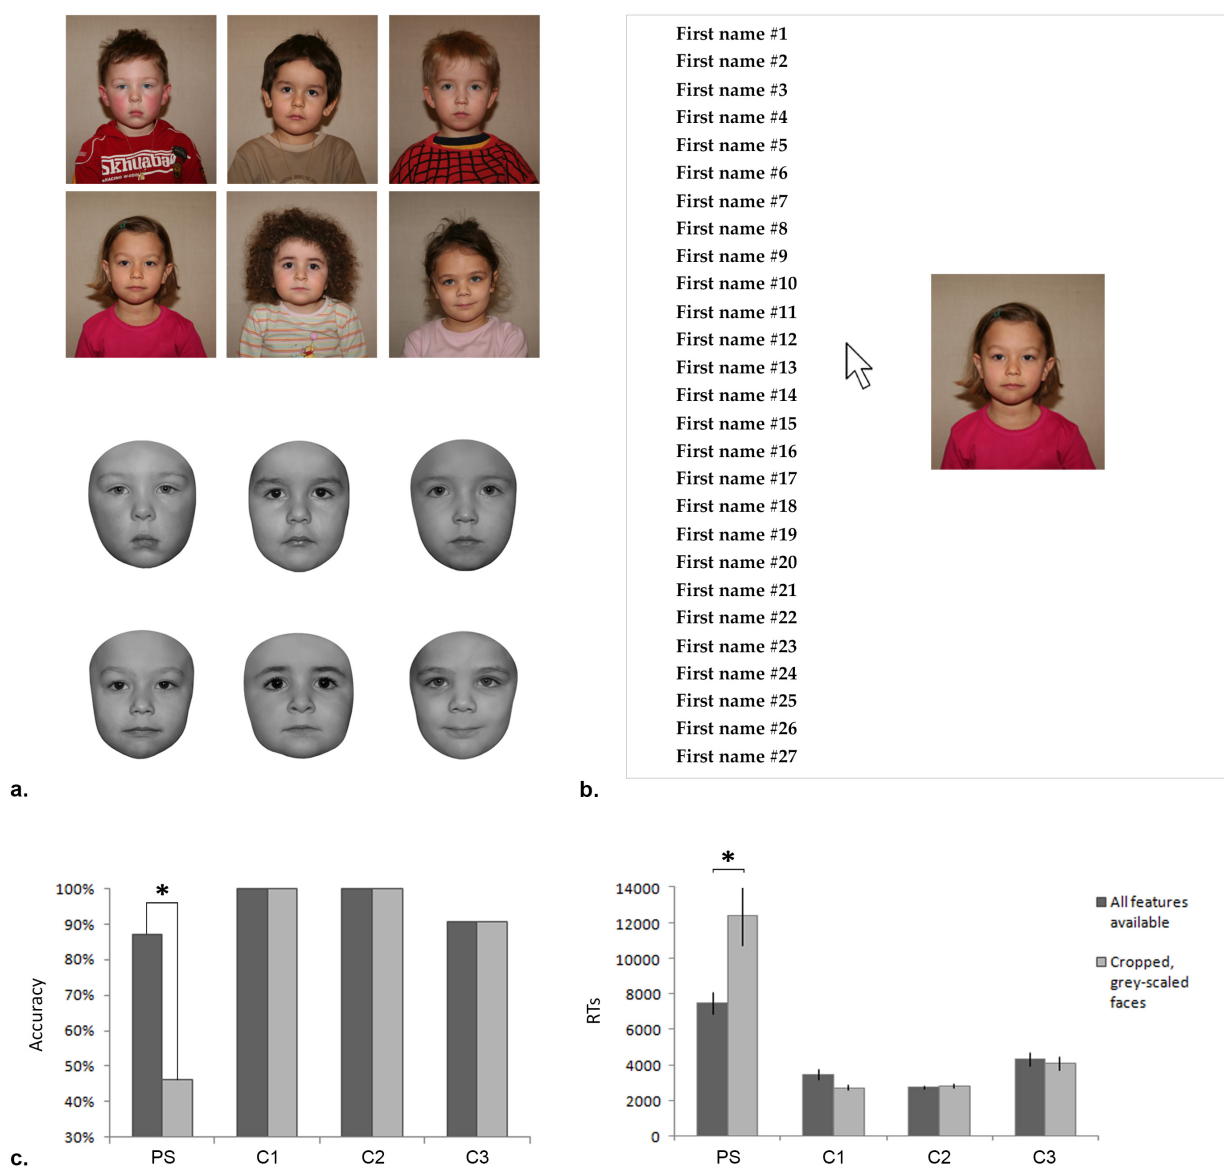 Skhuaba
RACING
First name #1
First name #2
First name #3
First name #4
First name #5
First name #6
First name #7
First name #8
First name #9
First name #10
First name #11
First name #12
First name #13
First name #14
First name #15
First name #16
First name #17
First name #18
First name #19
First name #20
First name #21
First name #22
First name #23
First name #24
First name #25
First name #26
First name #27
a.
b.
*
100%
90%
80%
70%
60%
50%
40%
30%
Accuracy
PS
C1
C2
C3
c.
*
14000
12000
10000
8000
6000
4000
2000
0
RTs
PS
C1
C2
C3
All features
available
Cropped,
grey-scaled
faces